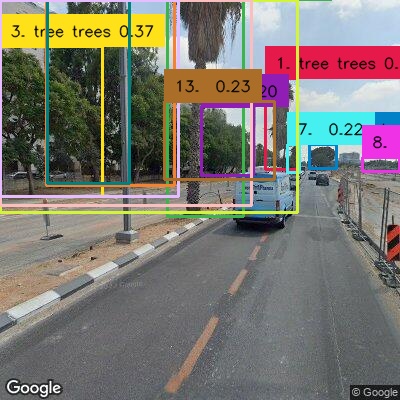 3. tree trees 0.37
1. tree trees 0.
13. 0.23
20
7. 0.22
8.
Google
© Google